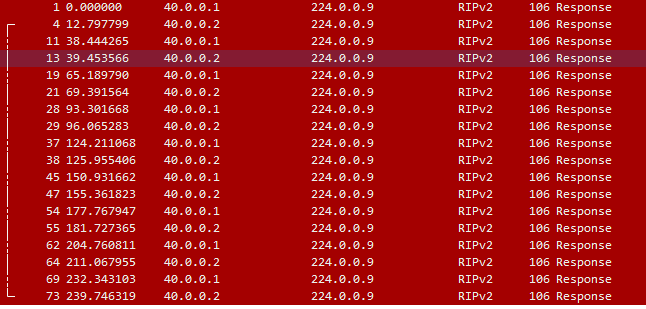 1 0.000000 40.0.0.1 224.0.0.9 RIPv2 106 Response
4 12.797799 40.0.0.2 224.0.0.9 RIPv2 106 Response
11 38.444265 40.0.0.1 224.0.0.9 RIPv2 106 Response
13 39.453566 40.0.0.2 224.0.0.9 RIPv2 106 Response
19 65.189790 40.0.0.1 224.0.0.9 RIPv2 106 Response
21 69.391564 40.0.0.2 224.0.0.9 RIPv2 106 Response
28 93.301668 40.0.0.1 224.0.0.9 RIPv2 106 Response
29 96.065283 40.0.0.2 224.0.0.9 RIPv2 106 Response
37 124.211068 40.0.0.1 224.0.0.9 RIPv2 106 Response
38 125.955406 40.0.0.2 224.0.0.9 RIPv2 106 Response
45 150.931662 40.0.0.1 224.0.0.9 RIPv2 106 Response
47 155.361823 40.0.0.2 224.0.0.9 RIPv2 106 Response
54 177.767947 40.0.0.1 224.0.0.9 RIPv2 106 Response
55 181.727365 40.0.0.2 224.0.0.9 RIPv2 106 Response
62 204.760811 40.0.0.1 224.0.0.9 RIPv2 106 Response
64 211.067955 40.0.0.2 224.0.0.9 RIPv2 106 Response
69 232.343103 40.0.0.1 224.0.0.9 RIPv2 106 Response
73 239.746319 40.0.0.2 224.0.0.9 RIPv2 106 Response